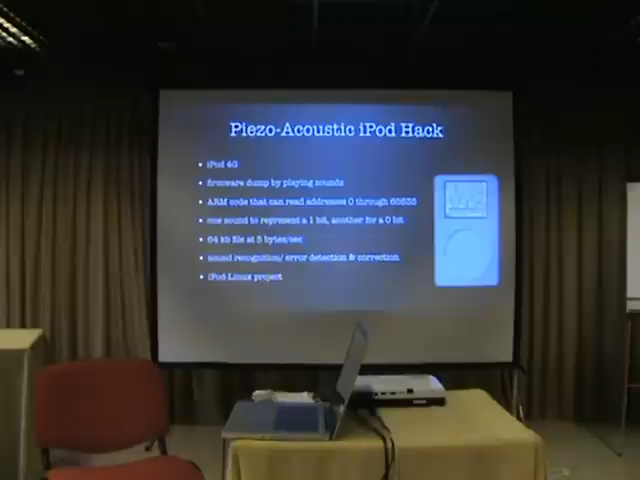 Piezo-Acoustic iPod Hack
• iPod 4G
• firmware dump by playing sounds
• ARM code that can read addresses 0 through 65535
• one sound to represent a 1 bit, another for a 0 bit
• 64 kb file at 5 bytes/sec
• sound recognition/ error detection & correction
• iPod-Linux project